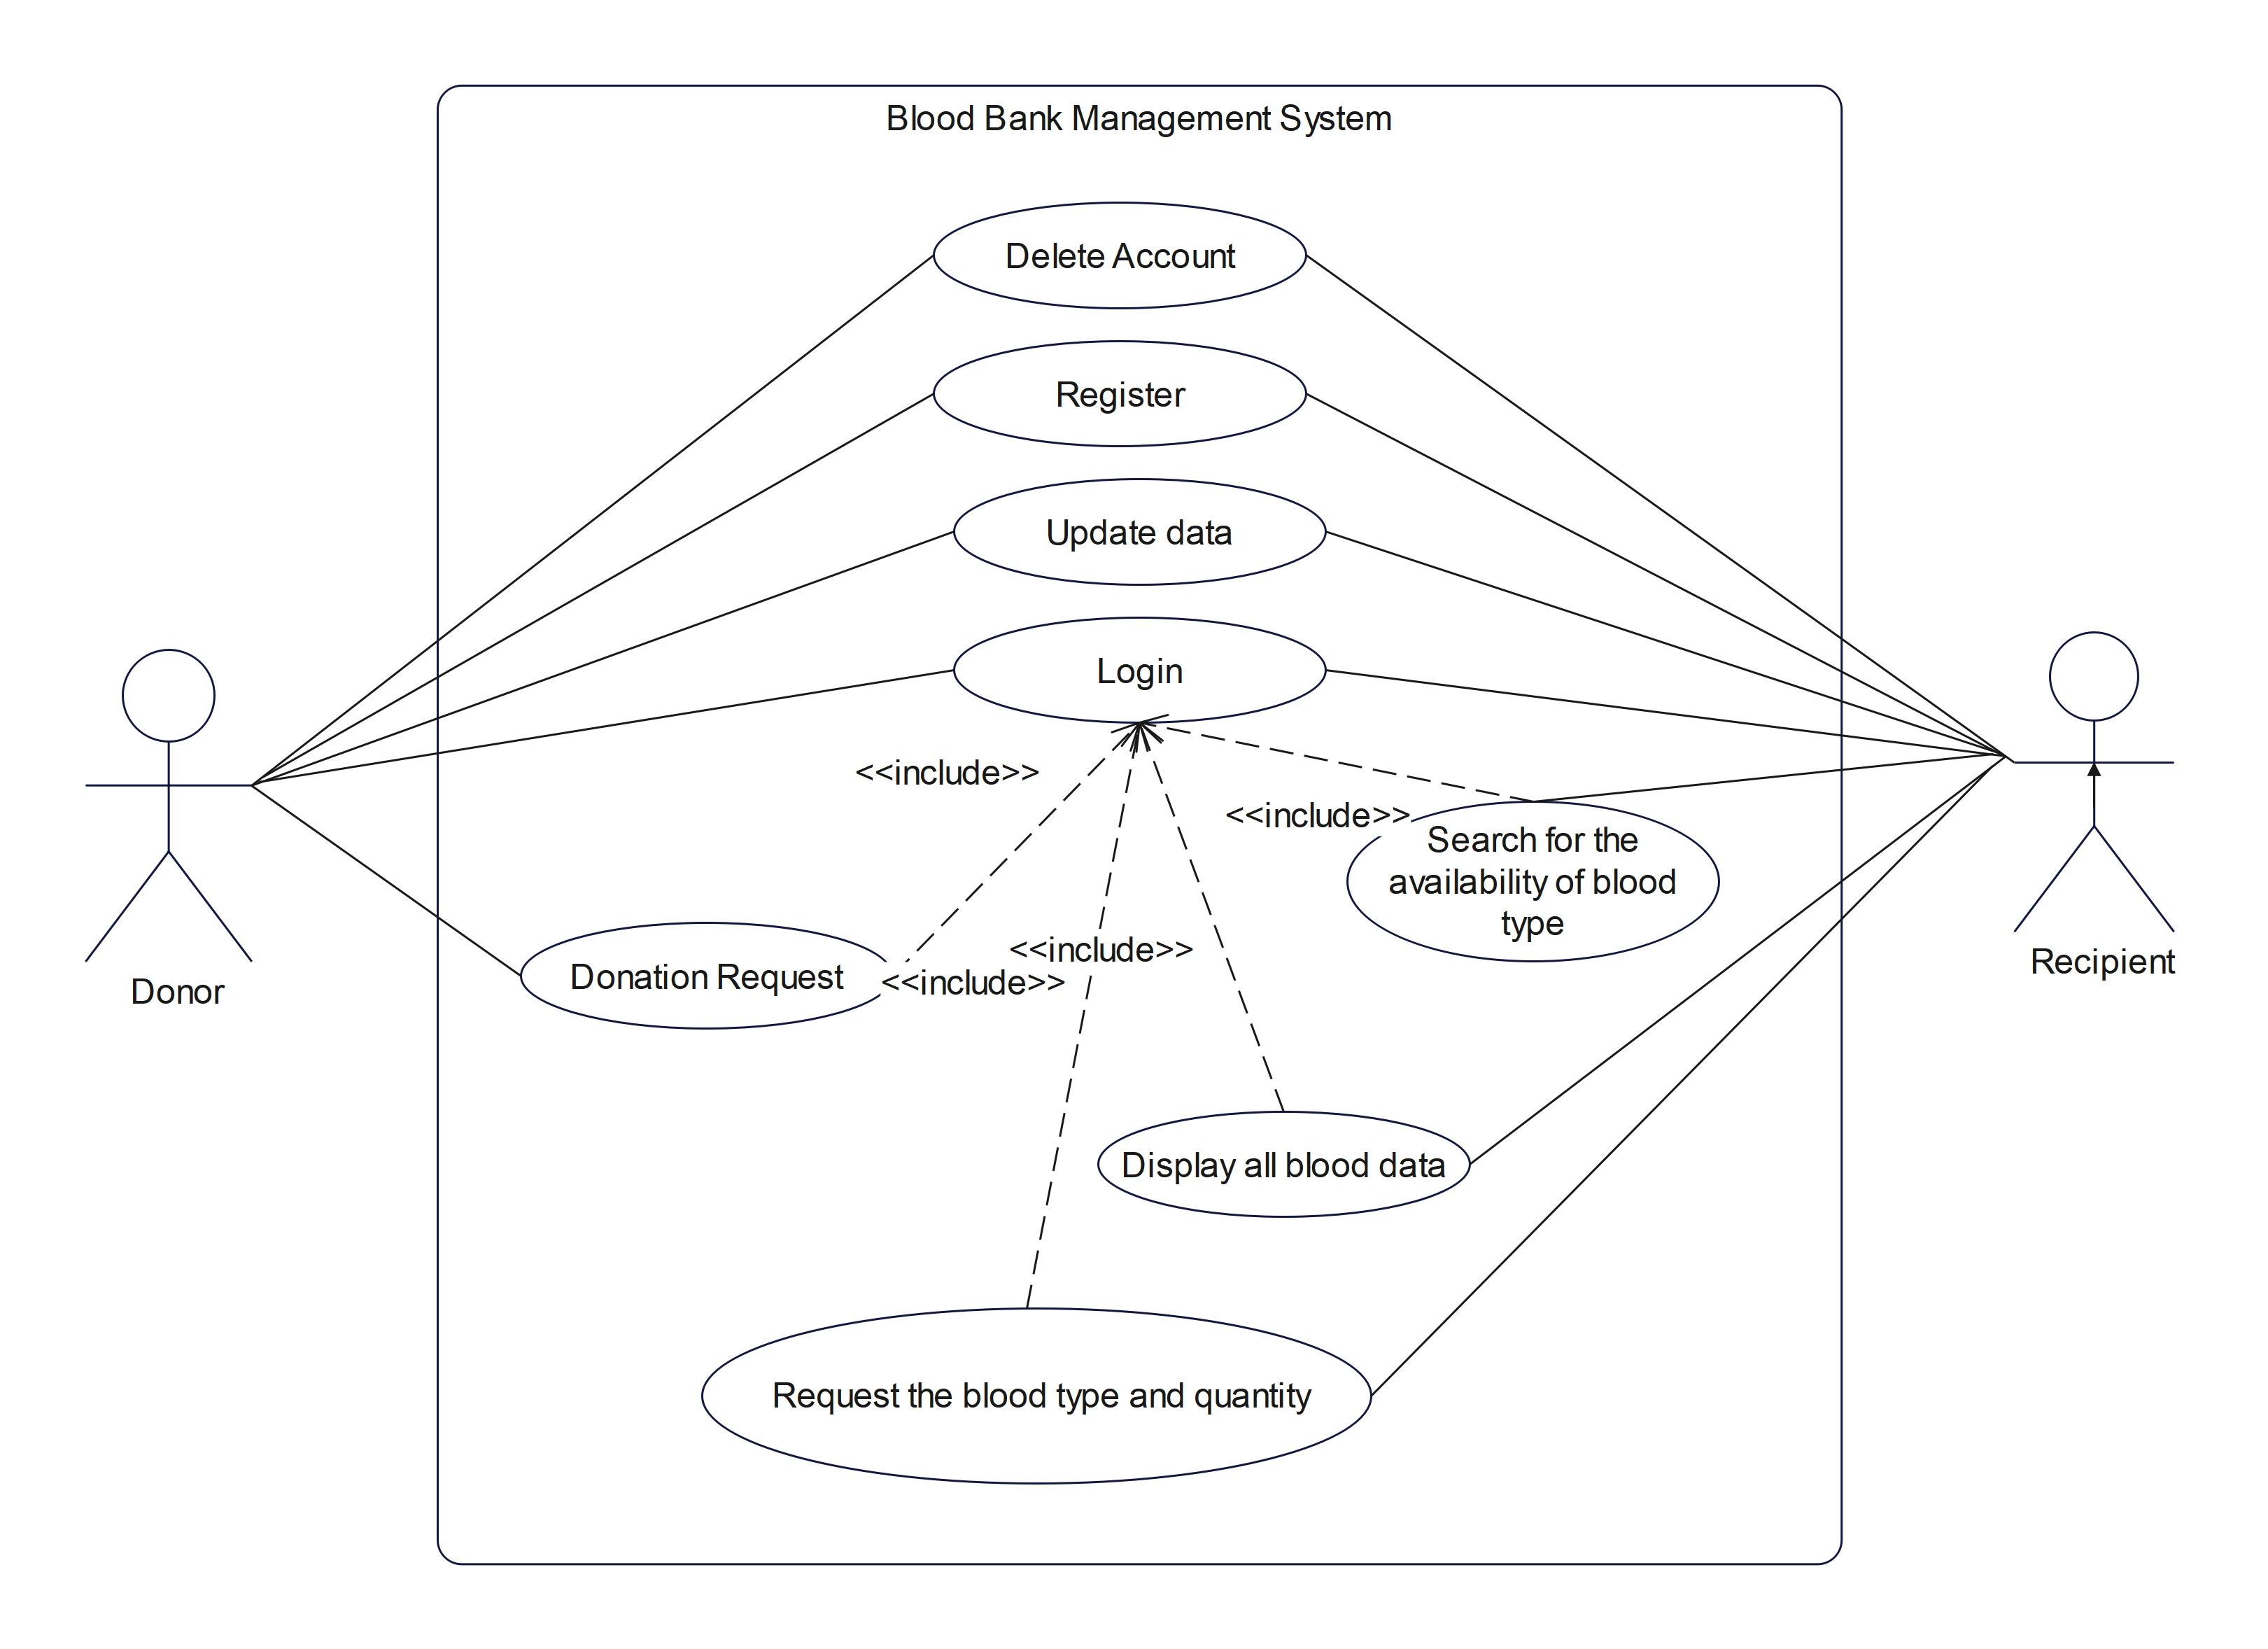 Blood Bank Management System
Delete Account
Register
Update data
Login
<<include>>
<<include>>
Search for the
availability of blood
type
<<include>>
Donation Request
<<include>>
Donor
Recipient
Display all blood data
Request the blood type and quantity